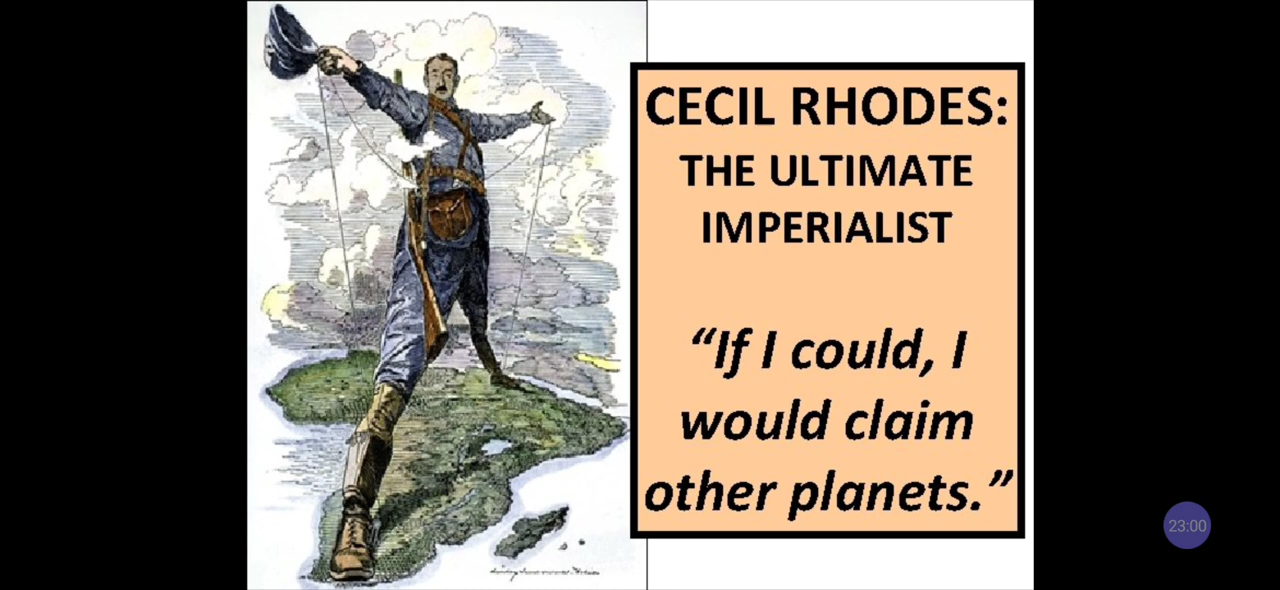 CECIL RHODES:
THE ULTIMATE
IMPERIALIST
“If I could, I
would claim
other planets.”
23:00